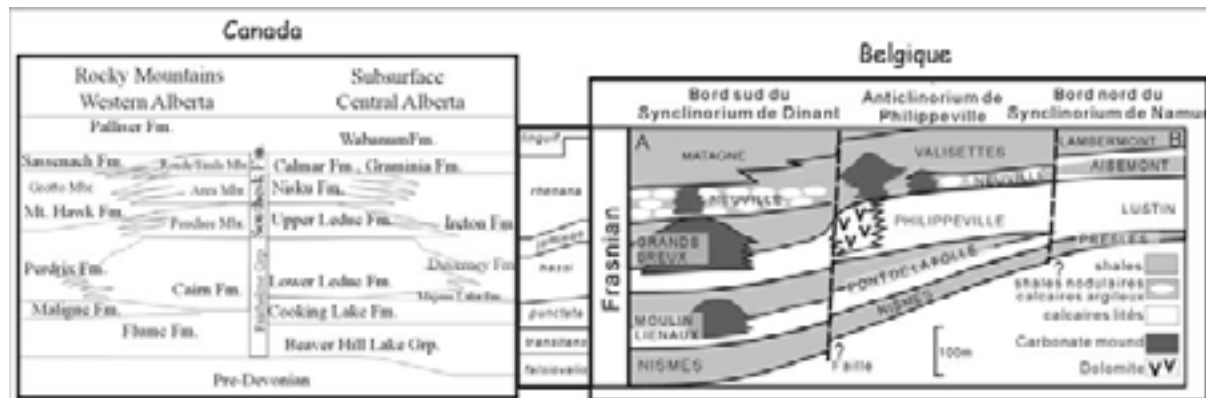 Canada
Rocky Mountains
Western Alberta
Subsurface
Central Alberta
Palliser Fm.
Wabamun Fm.
Sassenach Fm.
Calmar Fm., Graminia Fm.
Grotto Mbr
Arcs Mbr.
Nisku Fm.
Mt. Hawk Fm.
Peechee Mbr.
Upper Leduc Fm.
Ireton Fm.
Perdrix Fm.
Duvernay Fm.
Cairn Fm.
Lower Leduc Fm.
Maligne Fm.
Cooking Lake Fm.
Flume Fm.
Beaver Hill Lake Grp.
Pre-Devonian
rhenana
punctata
Belgique
Bord sud du
Synclinorium de Dinant
Anticlinorium de
Philippeville
Bord nord du
Synclinorium de Namur
Frasnian
A
B
MATAGNE
VALISETTES
LAMBERMONT
AISEMONT
NEUVILLE
NEUVILLE
PHILIPPEVILLE
LUSTIN
GRANDS
BREUX
PRESLES
MOULIN
LIENAUX
NISMES
NISMES
?
?
Faille
100m
shales
shales nodulaires
calcaires argileux
calcaires lités
Carbonate mound
Dolomite